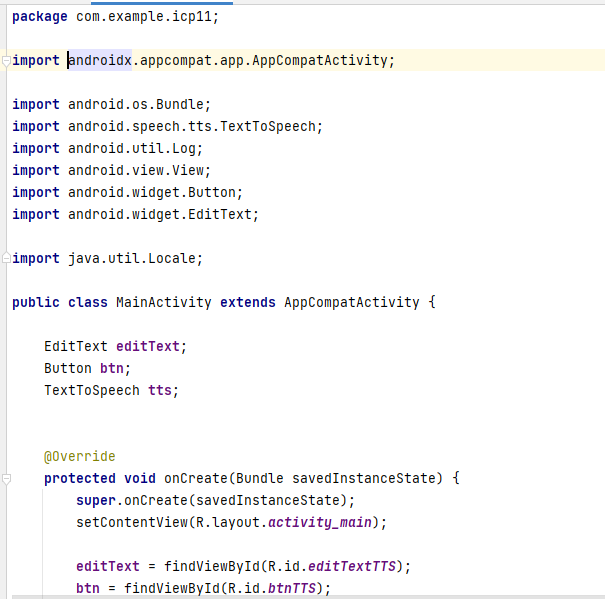 package com.example.icp11;
import androidx.appcompat.app.AppCompatActivity;
import android.os.Bundle;
import android.speech.tts.TextToSpeech;
import android.util.Log;
import android.view.View;
import android.widget.Button;
import android.widget.EditText;
import java.util.Locale;
public class MainActivity extends AppCompatActivity {
EditText editText;
Button btn;
TextToSpeech tts;
@Override
protected void onCreate(Bundle savedInstanceState) {
super.onCreate(savedInstanceState);
setContentView(R.layout.activity_main);
editText = findViewById(R.id.editTextTTS);
btn = findViewById(R.id.btnTTS);